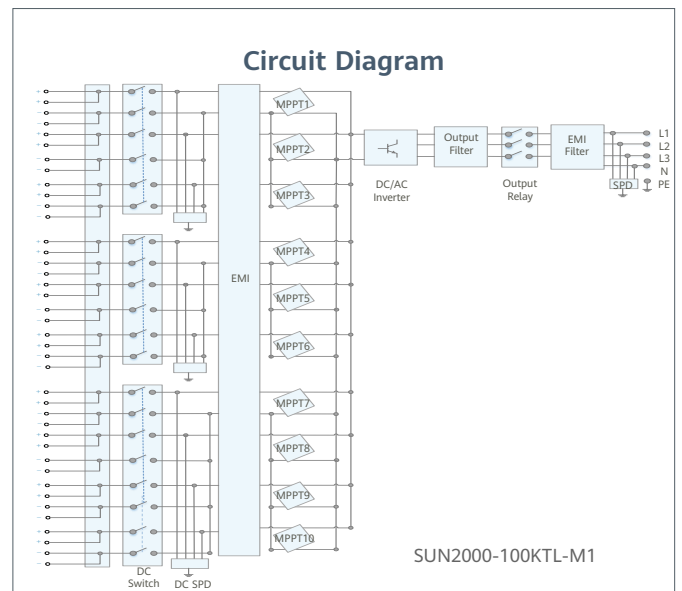 Circuit Diagram
MPPT1
MPPT2
MPPT3
MPPT4
MPPT5
MPPT6
MPPT7
MPPT8
MPPT9
MPPT10
EMI
DC
Switch
DC SPD
DC/AC
Inverter
Output
Filter
Output
Relay
EMI
Filter
SPD
L1
L2
L3
N
PE
SUN2000-100KTL-M1